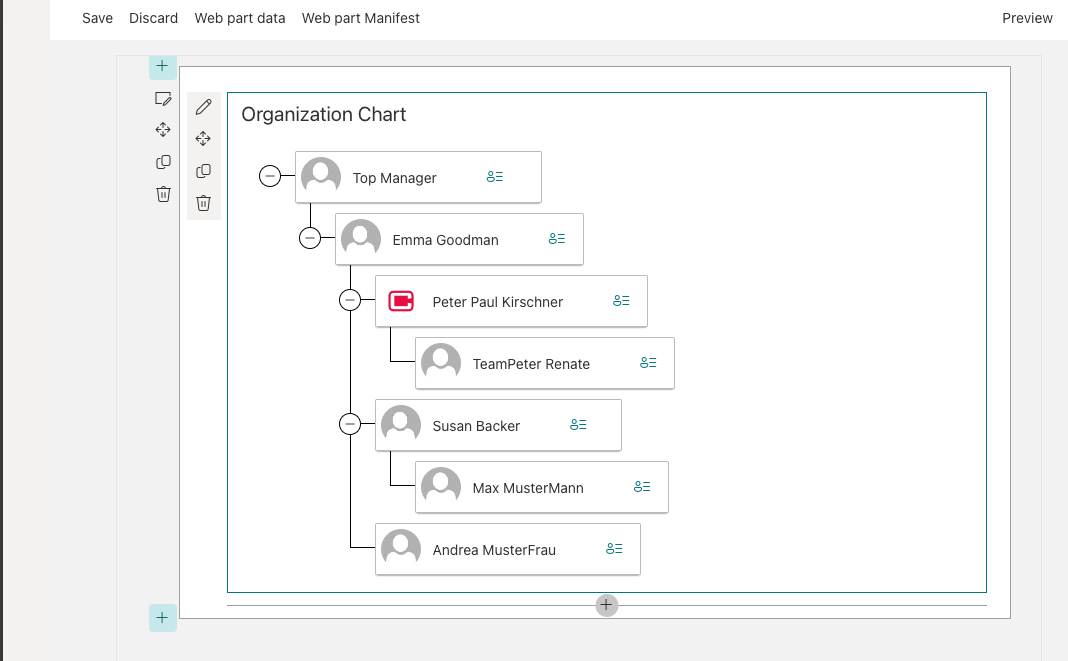 Save Discard Web part data Web part Manifest Preview
Organization Chart
Top Manager
Emma Goodman
Peter Paul Kirschner
TeamPeter Renate
Susan Backer
Max MusterMann
Andrea MusterFrau